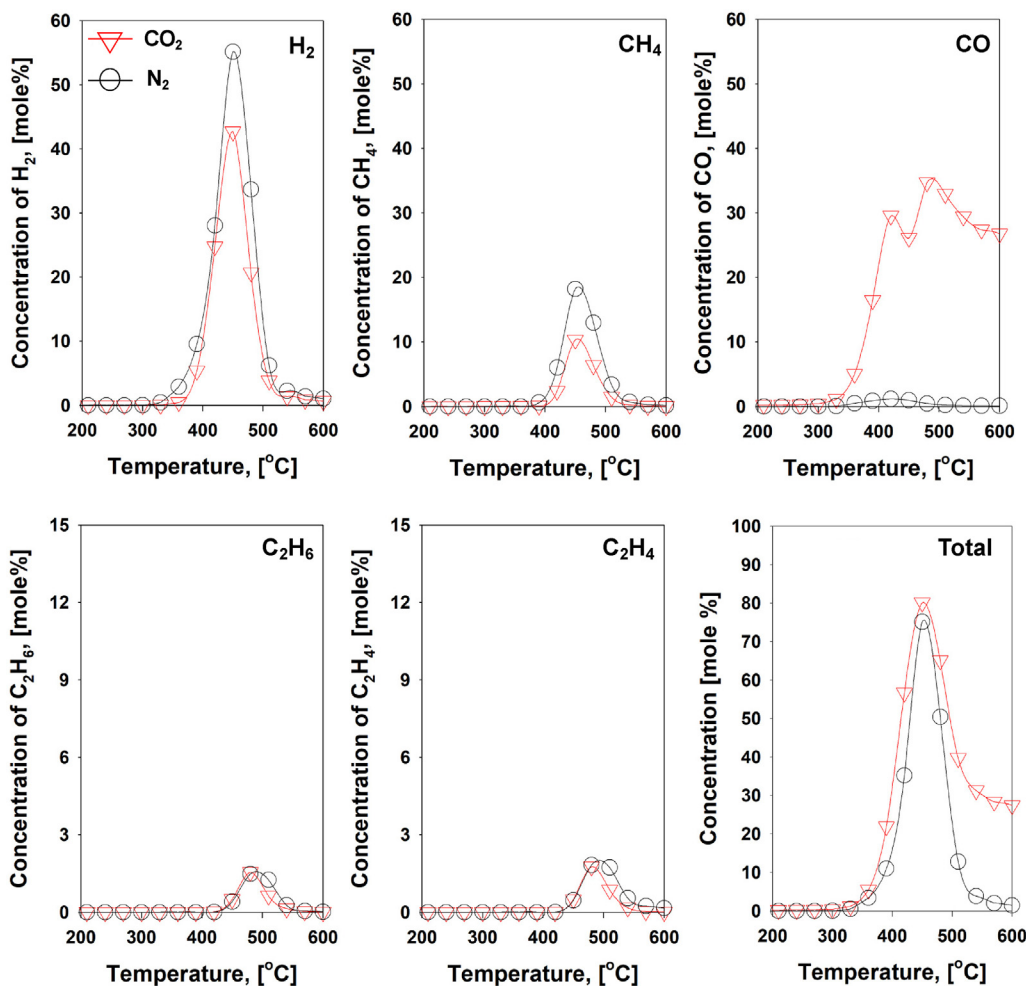 H2
CO2
N2
Concentration of H2, [mole%]
60
50
40
30
20
10
0
200 300 400 500 600
Temperature, [°C]
CH4
Concentration of CH4, [mole%]
60
50
40
30
20
10
0
200 300 400 500 600
Temperature, [°C]
CO
Concentration of CO, [mole%]
60
50
40
30
20
10
0
200 300 400 500 600
Temperature, [°C]
C2H6
Concentration of C2H6, [mole%]
15
12
9
6
3
0
200 300 400 500 600
Temperature, [°C]
C2H4
Concentration of C2H4, [mole%]
15
12
9
6
3
0
200 300 400 500 600
Temperature, [°C]
Total
Concentration [mole %]
100
90
80
70
60
50
40
30
20
10
0
200 300 400 500 600
Temperature, [°C]